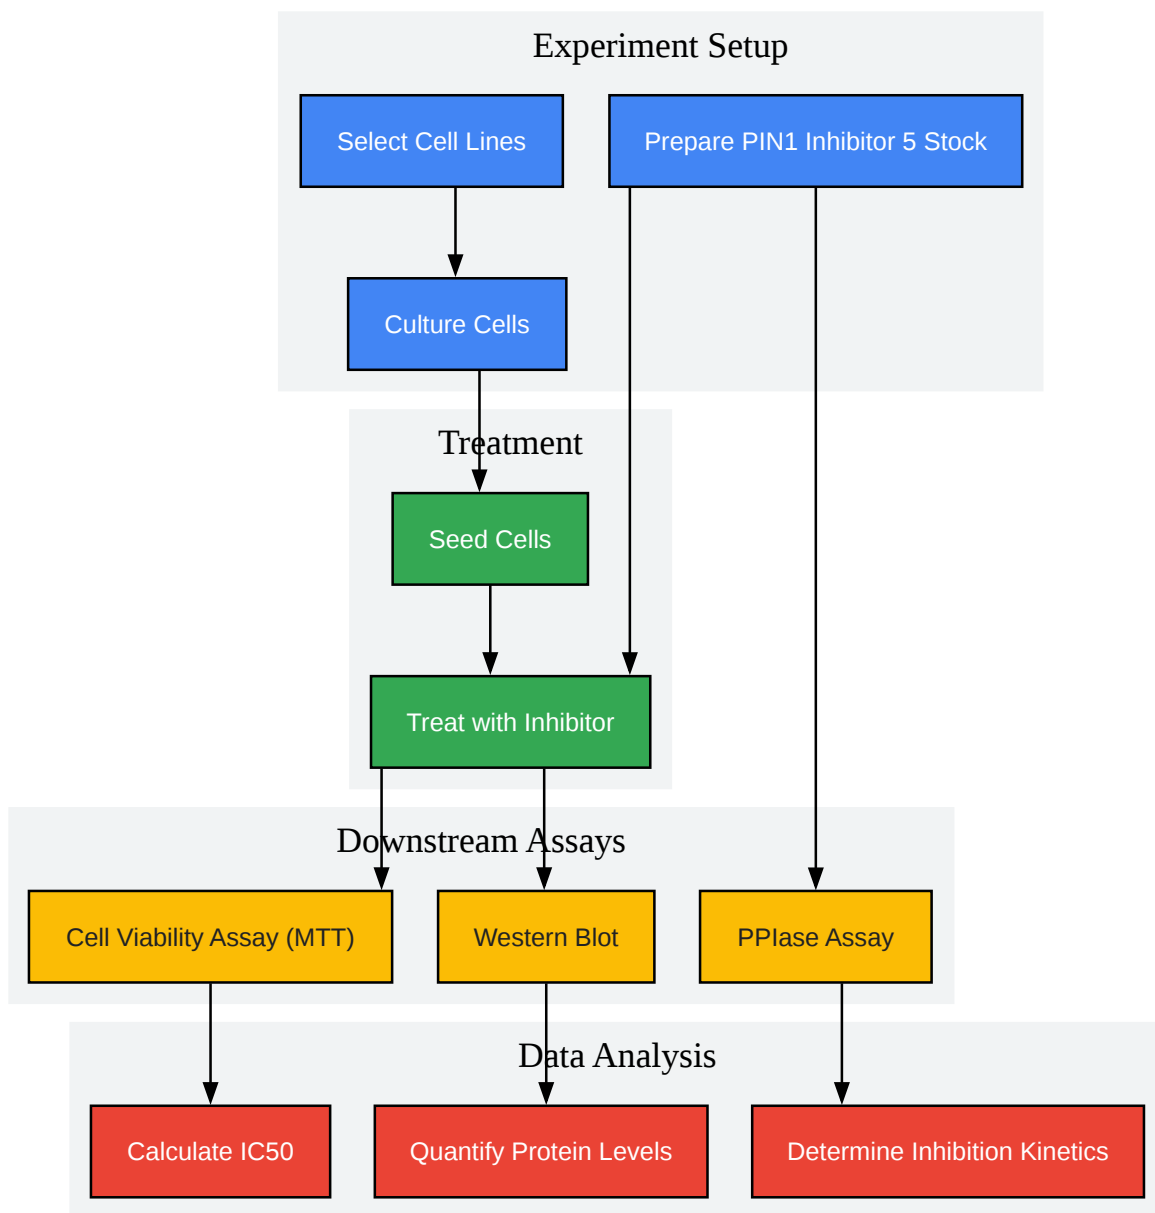 Experiment Setup
Select Cell Lines
Prepare PIN1 Inhibitor 5 Stock
Culture Cells
Treatment
Seed Cells
Treat with Inhibitor
Downstream Assays
Cell Viability Assay (MTT)
Western Blot
PPIase Assay
Data Analysis
Calculate IC50
Quantify Protein Levels
Determine Inhibition Kinetics